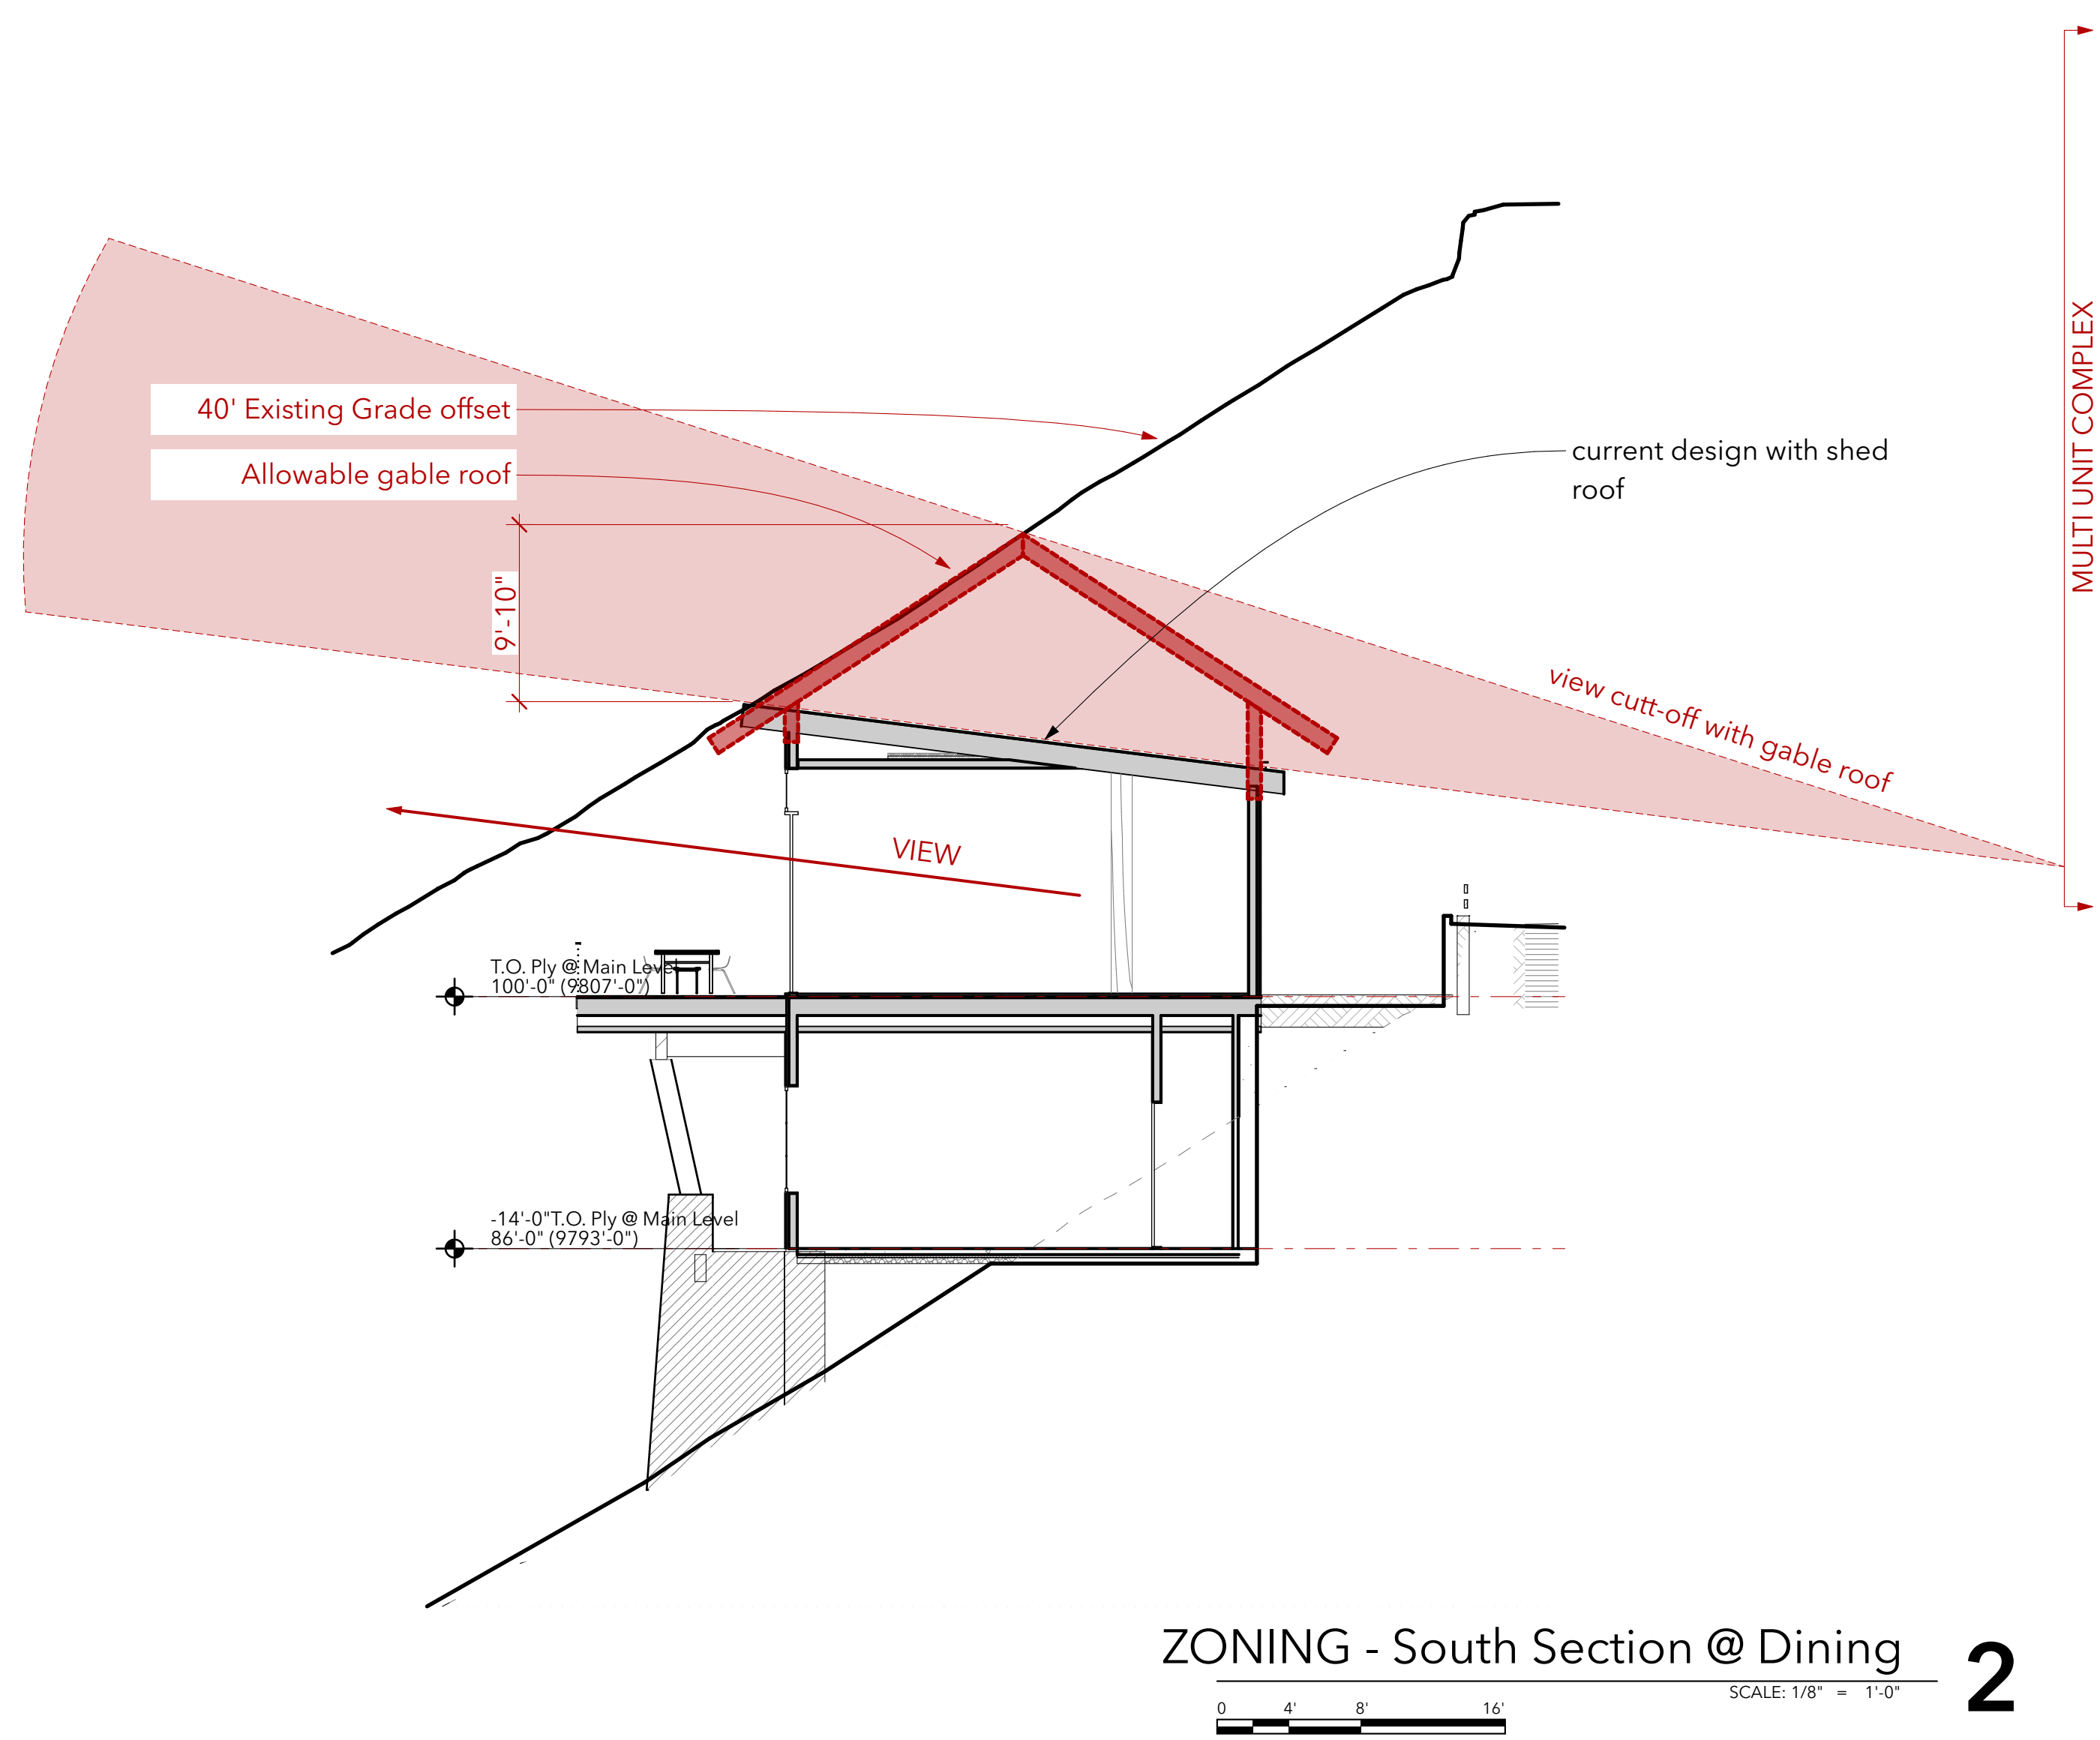 MULTI UNIT COMPLEX
40' Existing Grade offset
Allowable gable roof
current design with shed
roof
9'-10"
view cutt-off with gable roof
VIEW
T.O. Ply @ Main Level
100'-0" (9807'-0")
-14'-0"T.O. Ply @ Main Level
86'-0" (9793'-0")
ZONING - South Section @ Dining
2
SCALE: 1/8" = 1'-0"
0 4' 8' 16'